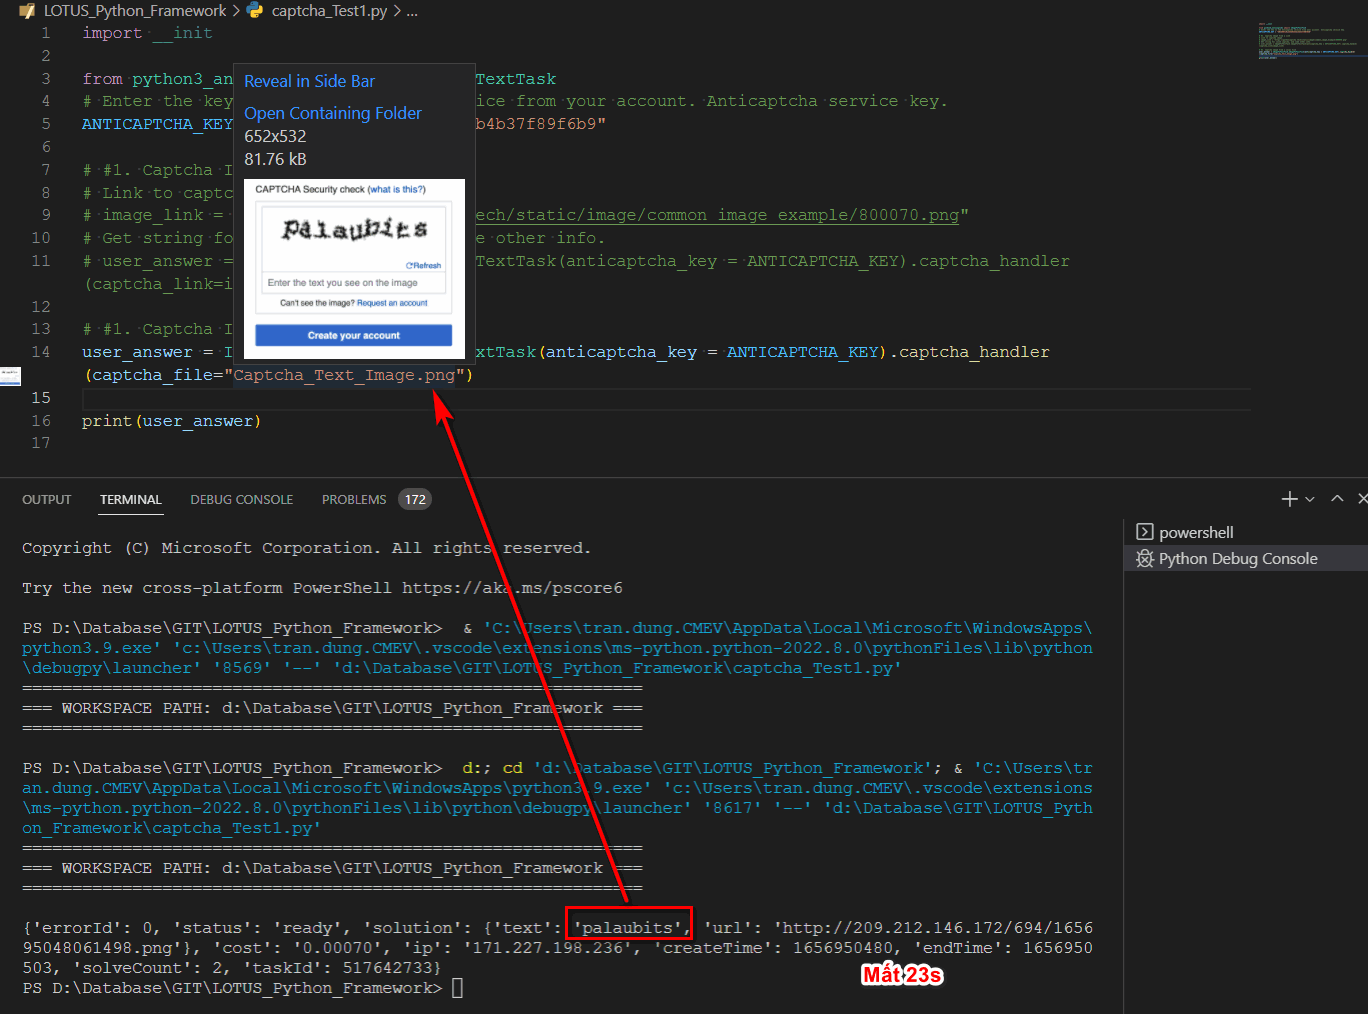 LOTUS_Python_Framework > captcha_Test1.py > ...
1 import __init
2
3 from python3_an TextTask
4 # Enter the key ice from your account. Anticaptcha service key.
5 ANTICAPTCHA_KEY b4b37f89f6b9"
6
7 # #1. Captcha I
8 # Link to captc
9 # image_link = ech/static/image/common_image_example/800070.png"
10 # Get string fo e other info.
11 # user_answer = TextTask(anticaptcha_key = ANTICAPTCHA_KEY).captcha_handler
(captcha_link=i
12
13 # #1. Captcha I
14 user_answer = I xtTask(anticaptcha_key = ANTICAPTCHA_KEY).captcha_handler
(captcha_file="Captcha_Text_Image.png")
15
16 print(user_answer)
17
Reveal in Side Bar
Open Containing Folder
652x532
81.76 kB
CAPTCHA Security check (what is this?)
palaubits
Refresh
Enter the text you see on the image
Can't see the image? Request an account
Create your account
OUTPUT TERMINAL DEBUG CONSOLE PROBLEMS 172
powershell
Python Debug Console
Copyright (C) Microsoft Corporation. All rights reserved.
Try the new cross-platform PowerShell https://aka.ms/pscore6
PS D:\Database\GIT\LOTUS_Python_Framework> & 'C:\Users\tran.dung.CMEV\AppData\Local\Microsoft\WindowsApps\
python3.9.exe' 'c:\Users\tran.dung.CMEV\.vscode\extensions\ms-python.python-2022.8.0\pythonFiles\lib\python
\debugpy\launcher' '8569' '--' 'd:\Database\GIT\LOTUS_Python_Framework\captcha_Test1.py'
==============================================================
=== WORKSPACE PATH: d:\Database\GIT\LOTUS_Python_Framework ===
==============================================================
PS D:\Database\GIT\LOTUS_Python_Framework> d:; cd 'd:\Database\GIT\LOTUS_Python_Framework'; & 'C:\Users\tr
an.dung.CMEV\AppData\Local\Microsoft\WindowsApps\python3.9.exe' 'c:\Users\tran.dung.CMEV\.vscode\extensions
\ms-python.python-2022.8.0\pythonFiles\lib\python\debugpy\launcher' '8617' '--' 'd:\Database\GIT\LOTUS_Pyth
on_Framework\captcha_Test1.py'
==============================================================
=== WORKSPACE PATH: d:\Database\GIT\LOTUS_Python_Framework ===
==============================================================
{'errorId': 0, 'status': 'ready', 'solution': {'text': 'palaubits', 'url': 'http://209.212.146.172/694/1656
95048061498.png'}, 'cost': '0.00070', 'ip': '171.227.198.236', 'createTime': 1656950480, 'endTime': 1656950
503, 'solveCount': 2, 'taskId': 517642733}
Mất 23s
PS D:\Database\GIT\LOTUS_Python_Framework>